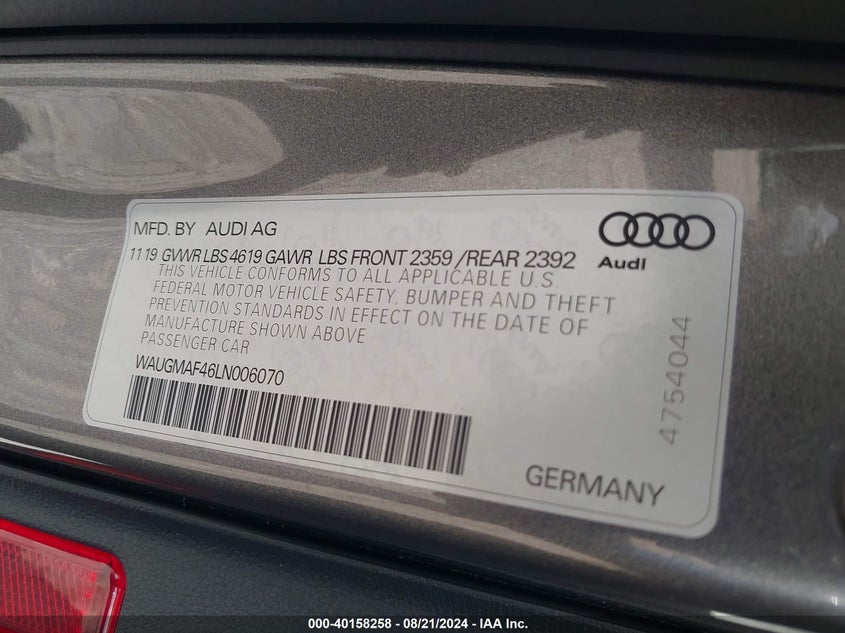 MFD. BY AUDI AG
Audi
11 19 GVWR LBS 4619 GAWR LBS FRONT 2359 / REAR 2392
THIS VEHICLE CONFORMS TO ALL APPLICABLE U.S.
FEDERAL MOTOR VEHICLE SAFETY, BUMPER AND THEFT
PREVENTION STANDARDS IN EFFECT ON THE DATE OF
MANUFACTURE SHOWN ABOVE
PASSENGER CAR
WAUGMAF46LN006070
4754044
GERMANY
000-40158258 - 08/21/2024 - IAA Inc.